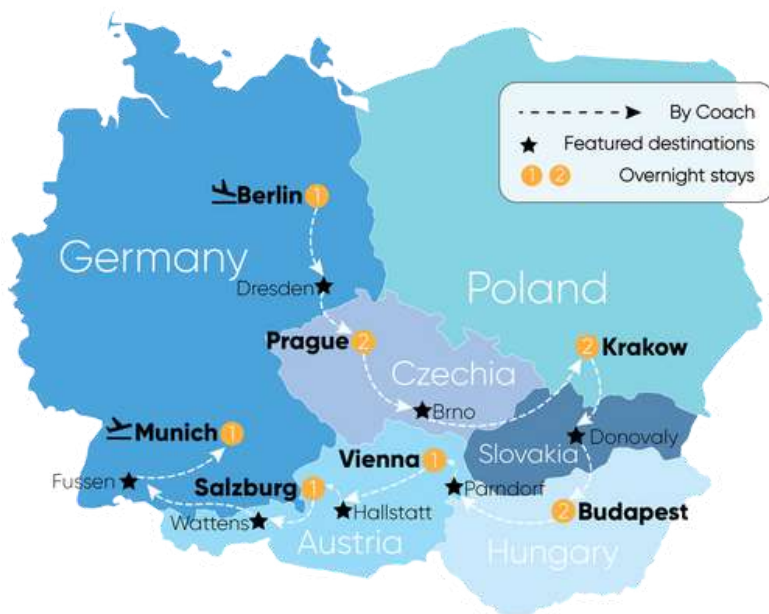 By Coach
Featured destinations
1 2 Overnight stays
Berlin 1
Germany
Dresden
Poland
Prague 2
2 Krakow
Czechia
Brno
Munich 1
Donovaly
Slovakia
Vienna 1
Fussen
Salzburg 1
Parndorf
Hallstatt
Wattens
2 Budapest
Austria
Hungary